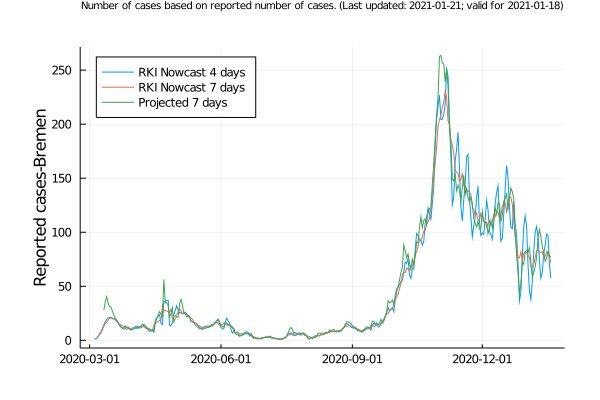 Number of cases based on reported number of cases. (Last updated: 2021-01-21; valid for 2021-01-18)
Reported cases-Bremen
RKI Nowcast 4 days
RKI Nowcast 7 days
Projected 7 days
250
200
150
100
50
0
2020-03-01
2020-06-01
2020-09-01
2020-12-01